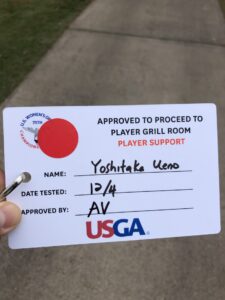 U.S. WOMEN'S OPEN
CHAMPIONSHIP
APPROVED TO PROCEED TO
PLAYER GRILL ROOM
PLAYER SUPPORT
NAME: Yoshitaka Ueno
DATE TESTED: 12/4
APPROVED BY: AV
USGA